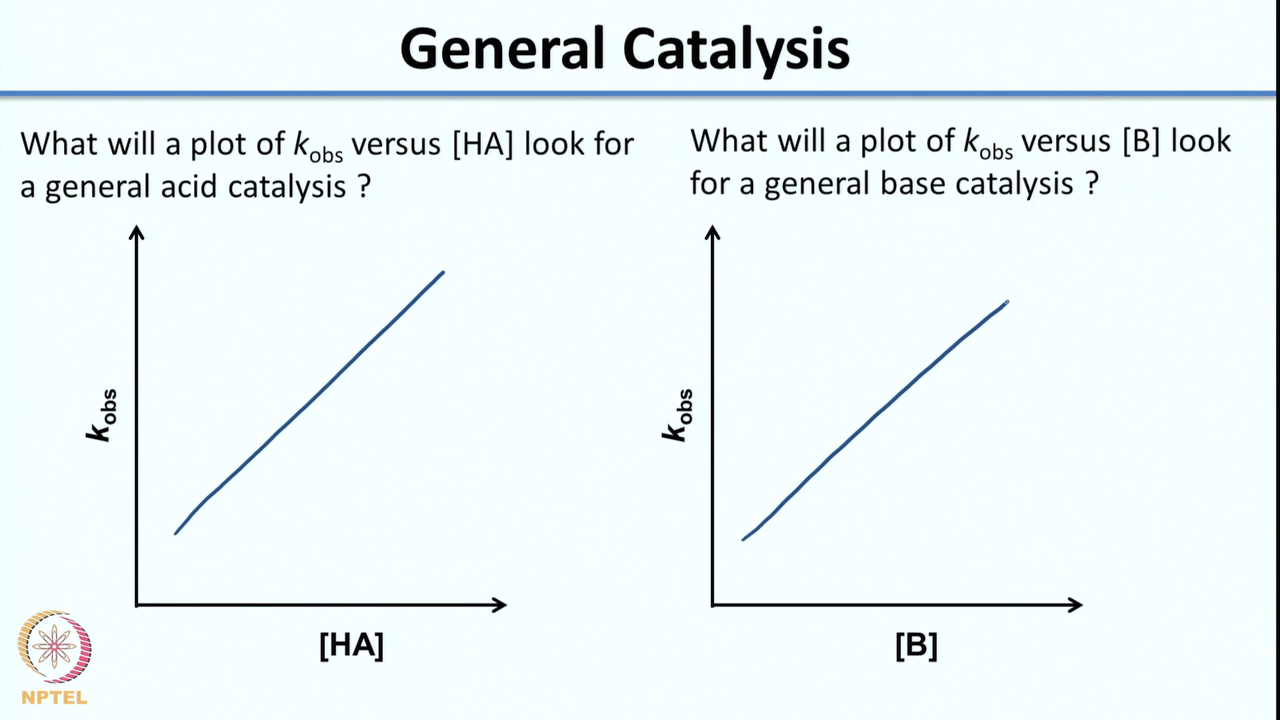 General Catalysis
What will a plot of kobs versus [HA] look for
a general acid catalysis ?
kobs
[HA]
What will a plot of kobs versus [B] look
for a general base catalysis ?
kobs
[B]
NPTEL